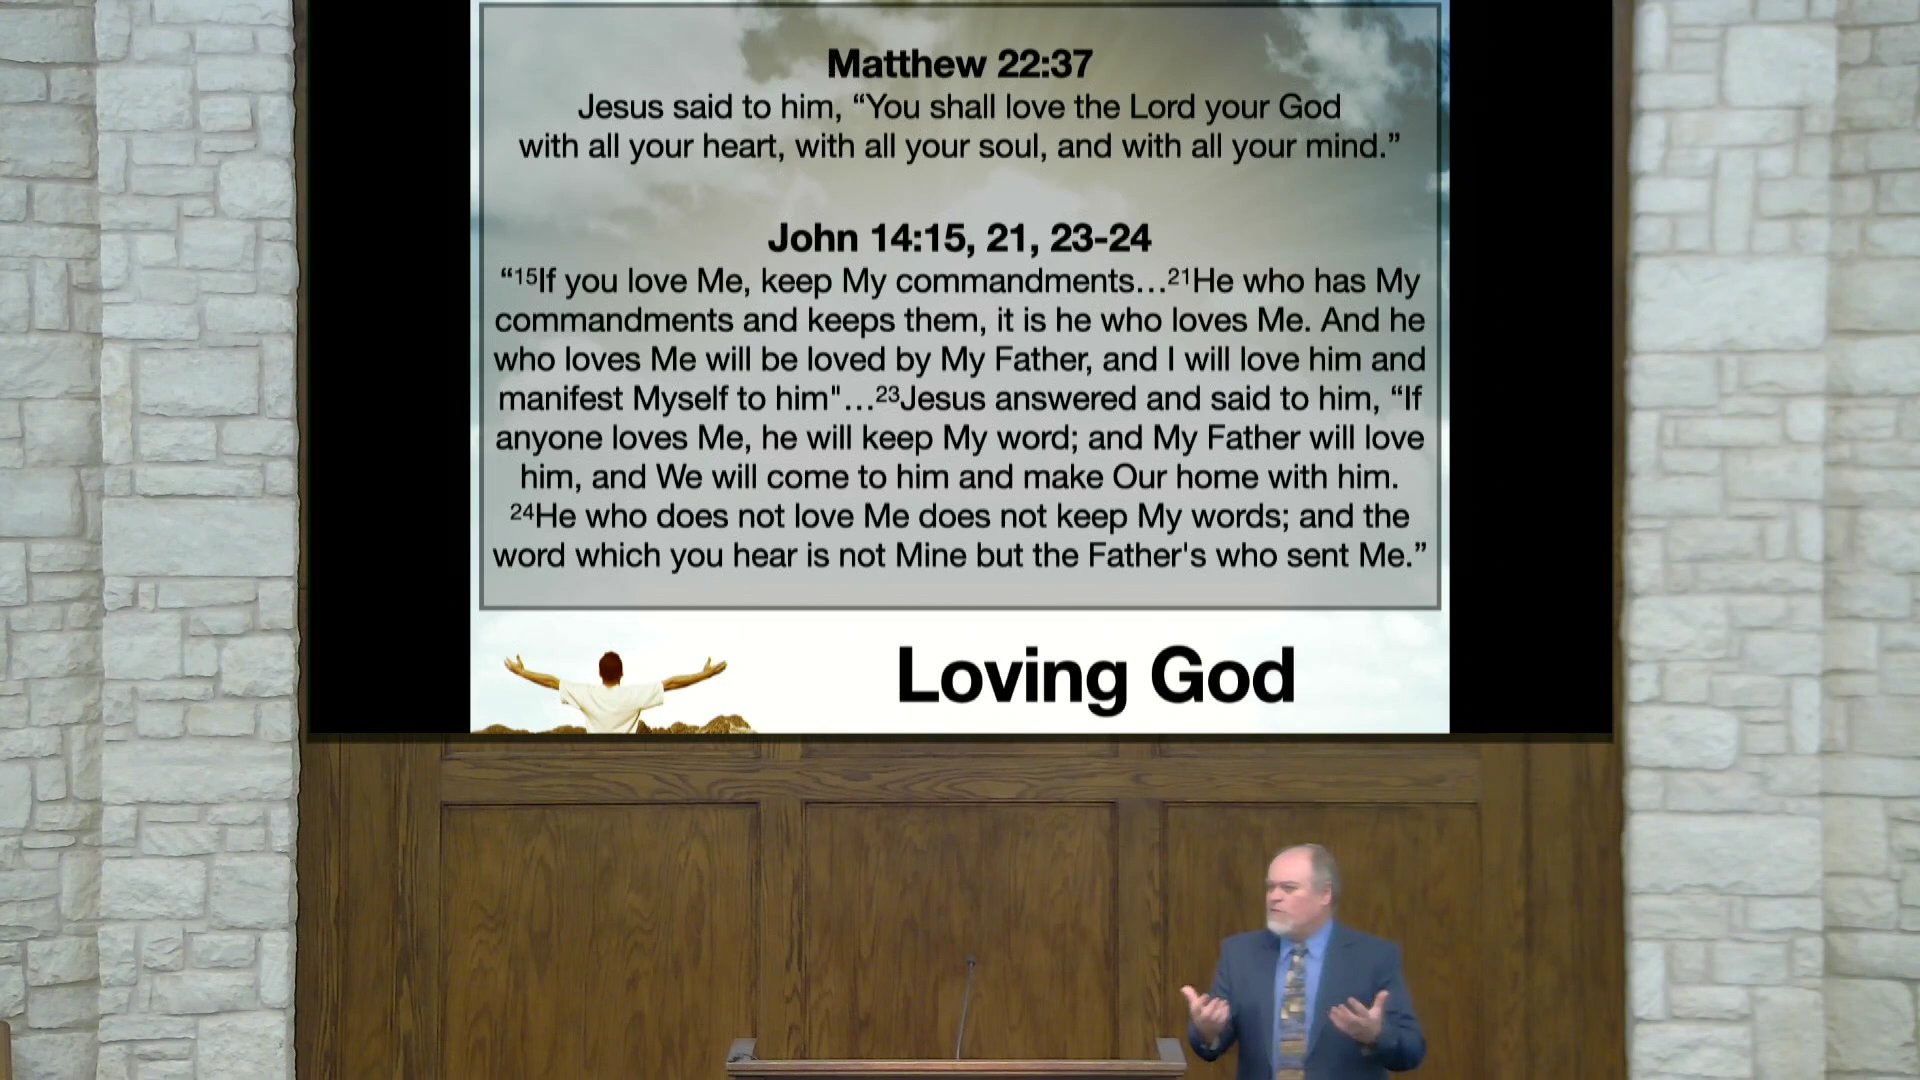 Matthew 22:37
Jesus said to him, “You shall love the Lord your God
with all your heart, with all your soul, and with all your mind.”
John 14:15, 21, 23-24
“15If you love Me, keep My commandments…21He who has My
commandments and keeps them, it is he who loves Me. And he
who loves Me will be loved by My Father, and I will love him and
manifest Myself to him"…23Jesus answered and said to him, “If
anyone loves Me, he will keep My word; and My Father will love
him, and We will come to him and make Our home with him.
24He who does not love Me does not keep My words; and the
word which you hear is not Mine but the Father's who sent Me.”
Loving God